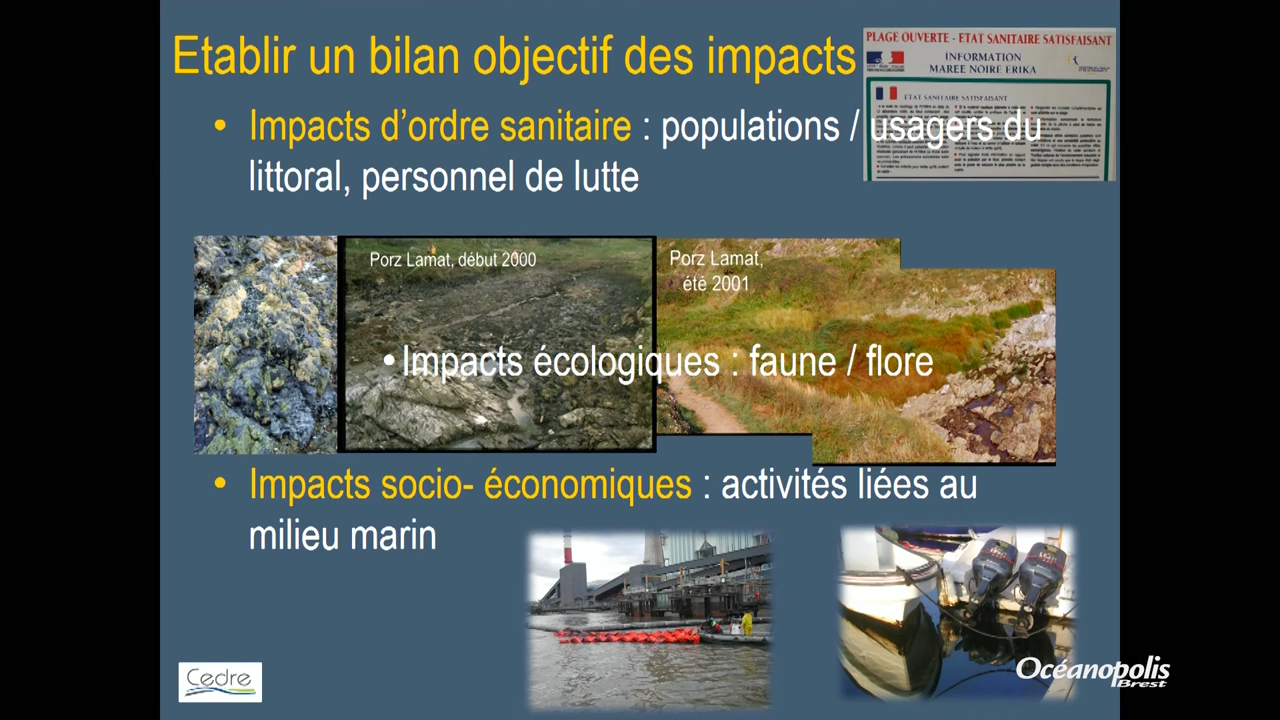 Etablir un bilan objectif des impacts
PLAGE OUVERTE - ETAT SANITAIRE SATISFAISANT
INFORMATION
MAREE NOIRE ERIKA
ETAT SANITAIRE SATISFAISANT
• Impacts d'ordre sanitaire : populations / usagers du
littoral, personnel de lutte
Porz Lamat, début 2000
Porz Lamat,
été 2001
• Impacts écologiques : faune / flore
• Impacts socio- économiques : activités liées au
milieu marin
Cedre
Océanopolis
Brest